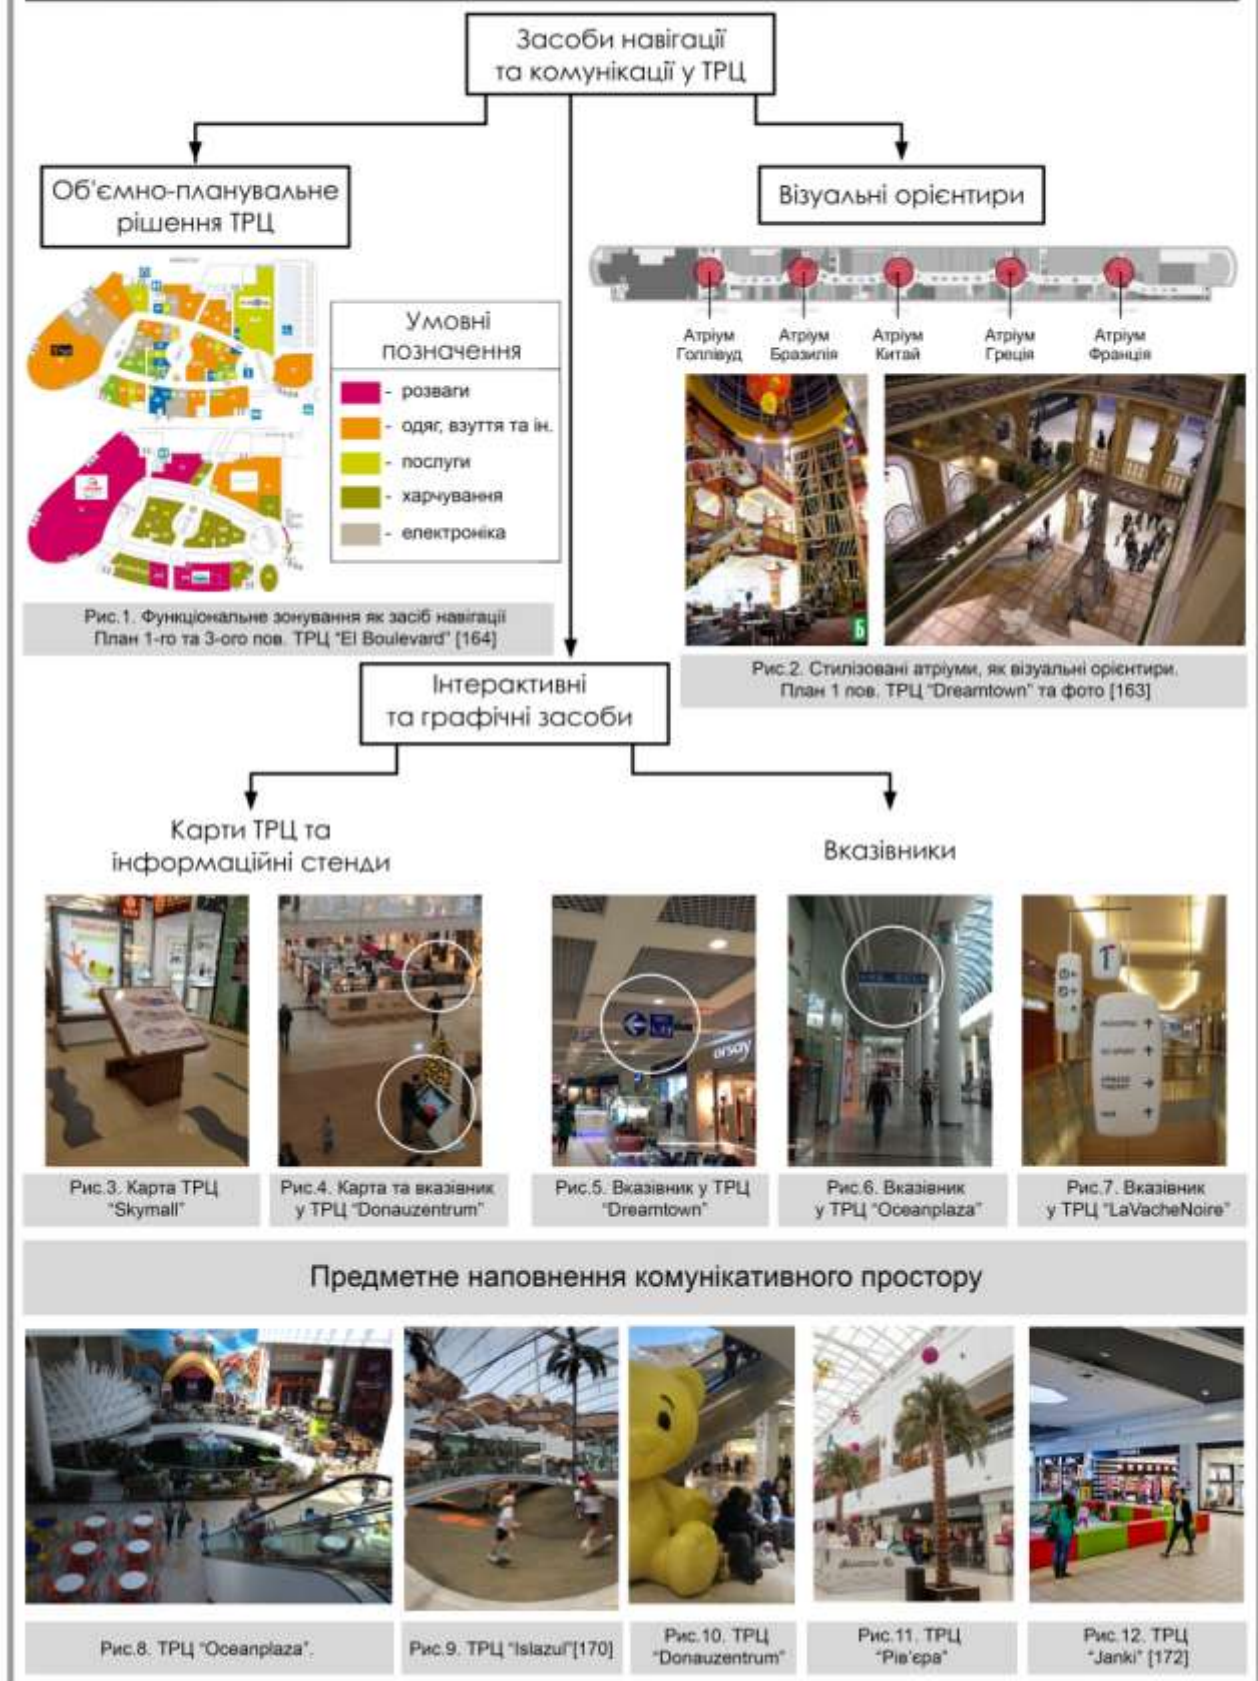 Засоби навігації
та комунікації у ТРЦ
Об'ємно-планувальне
рішення ТРЦ
Візуальні орієнтири
Умовні
позначення
- розваги
- одяг, взуття та ін.
- послуги
- харчування
- електроніка
Атріум
Голлівуд
Атріум
Бразилія
Атріум
Китай
Атріум
Греція
Атріум
Франція
Б
Рис.1. Функціональне зонування як засіб навігації
План 1-го та 3-ого пов. ТРЦ "El Boulevard" [164]
Рис.2. Стилізовані атріуми, як візуальні орієнтири.
План 1 пов. ТРЦ "Dreamtown" та фото [163]
Інтерактивні
та графічні засоби
Карти ТРЦ та
інформаційні стенди
Вказівники
orsay
Рис.3. Карта ТРЦ
"Skymall"
Рис.4. Карта та вказівник
у ТРЦ "Donauzentrum"
Рис.5. Вказівник у ТРЦ
"Dreamtown"
Рис.6. Вказівник
у ТРЦ "Oceanplaza"
Рис.7. Вказівник
у ТРЦ "LaVacheNoire"
Предметне наповнення комунікативного простору
Рис.8. ТРЦ "Oceanplaza".
Рис.9. ТРЦ "Islazul"[170]
Рис.10. ТРЦ
"Donauzentrum"
Рис.11. ТРЦ
"Рів'єра"
Рис.12. ТРЦ
"Janki" [172]